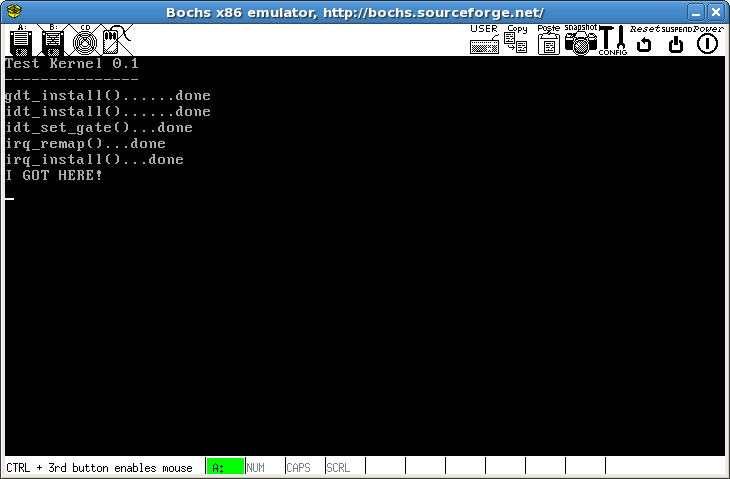 Bochs x86 emulator, http://bochs.sourceforge.net/
A: B: CD USER Copy Paste snapshot CONFIG Reset SUSPEND Power
Test Kernel 0.1
---------------
gdt_install()......done
idt_install()......done
idt_set_gate()...done
irq_remap()...done
irq_install()...done
I GOT HERE!
CTRL + 3rd button enables mouse A: NUM CAPS SCRL